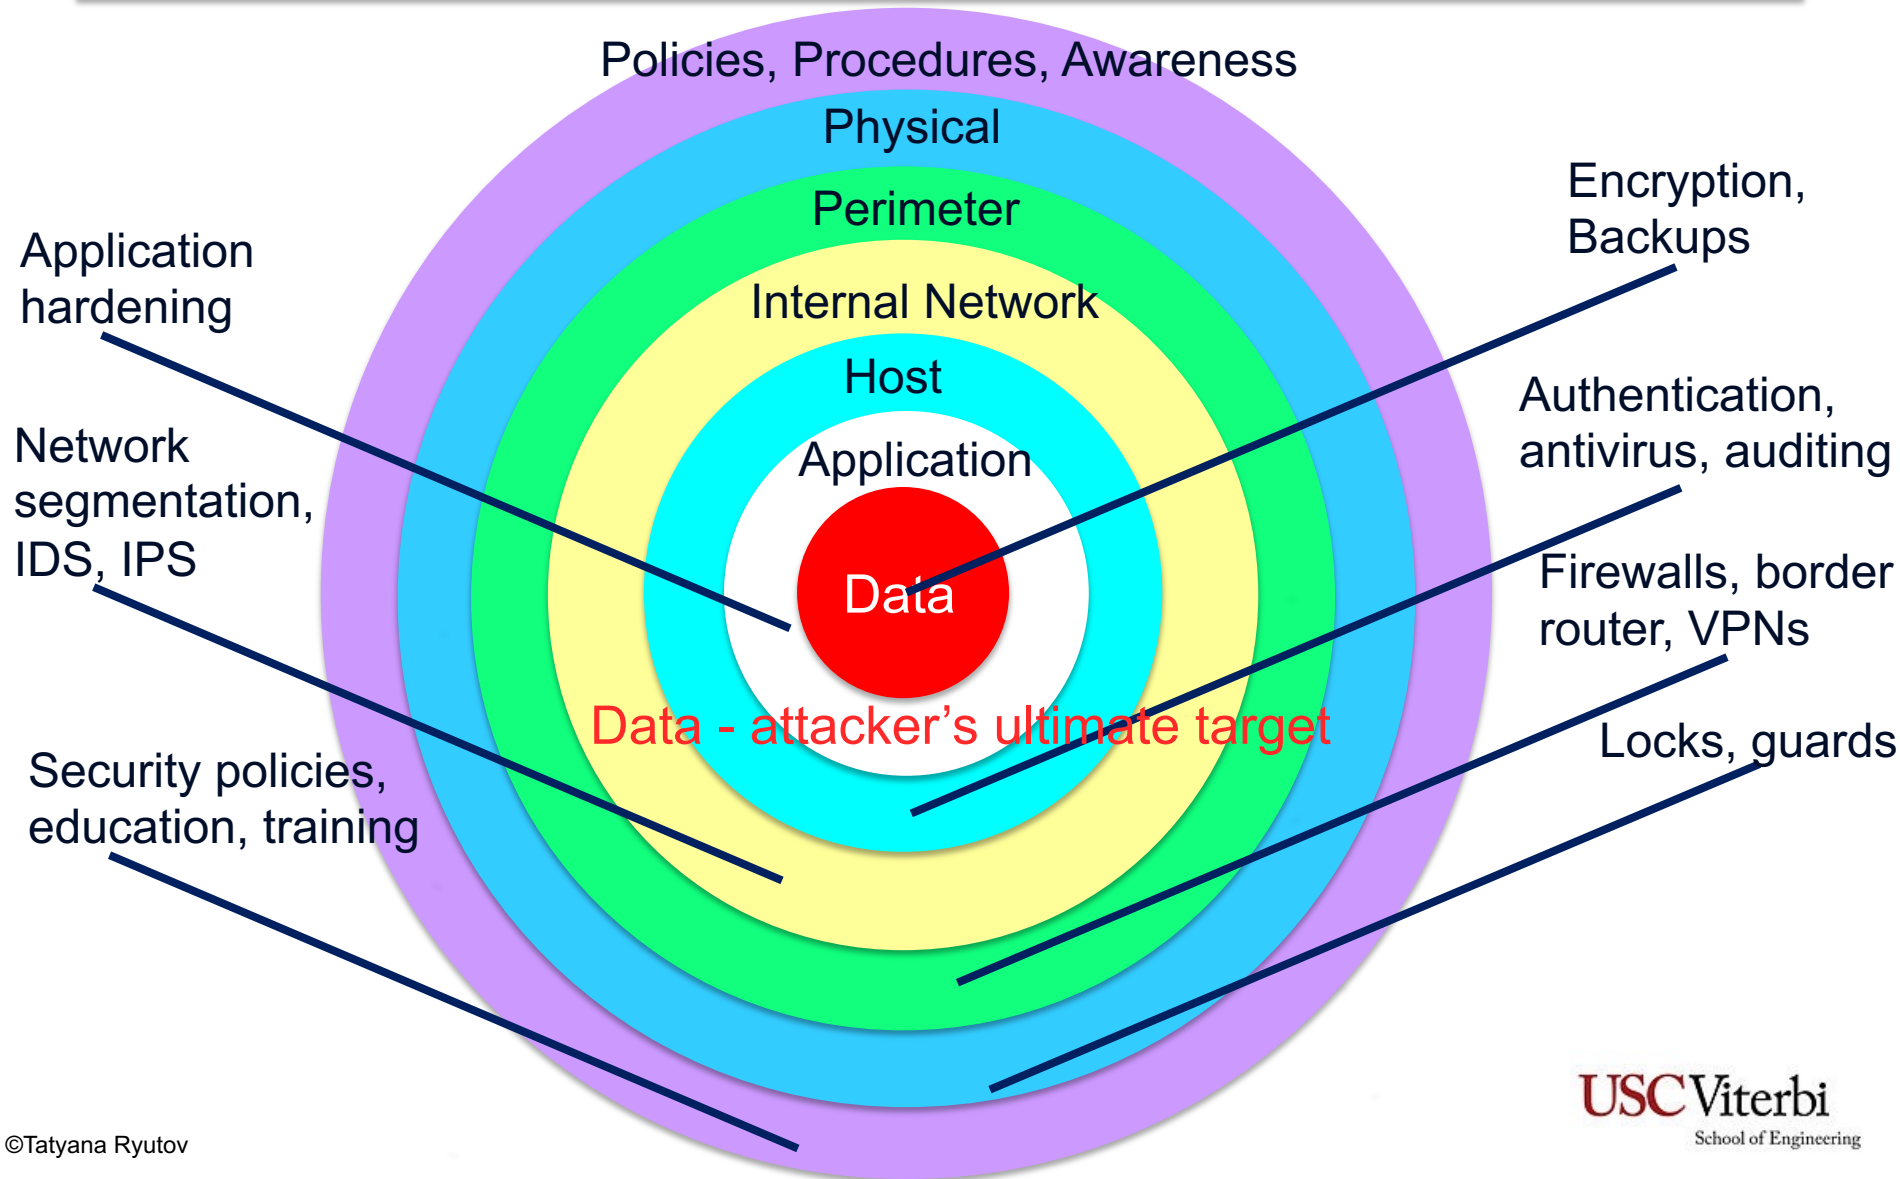 Policies, Procedures, Awareness
Physical
Perimeter
Internal Network
Host
Application
Data
Data - attacker’s ultimate target
Application
hardening
Network
segmentation,
IDS, IPS
Security policies,
education, training
Encryption,
Backups
Authentication,
antivirus, auditing
Firewalls, border
router, VPNs
Locks, guards
©Tatyana Ryutov
USC Viterbi
School of Engineering